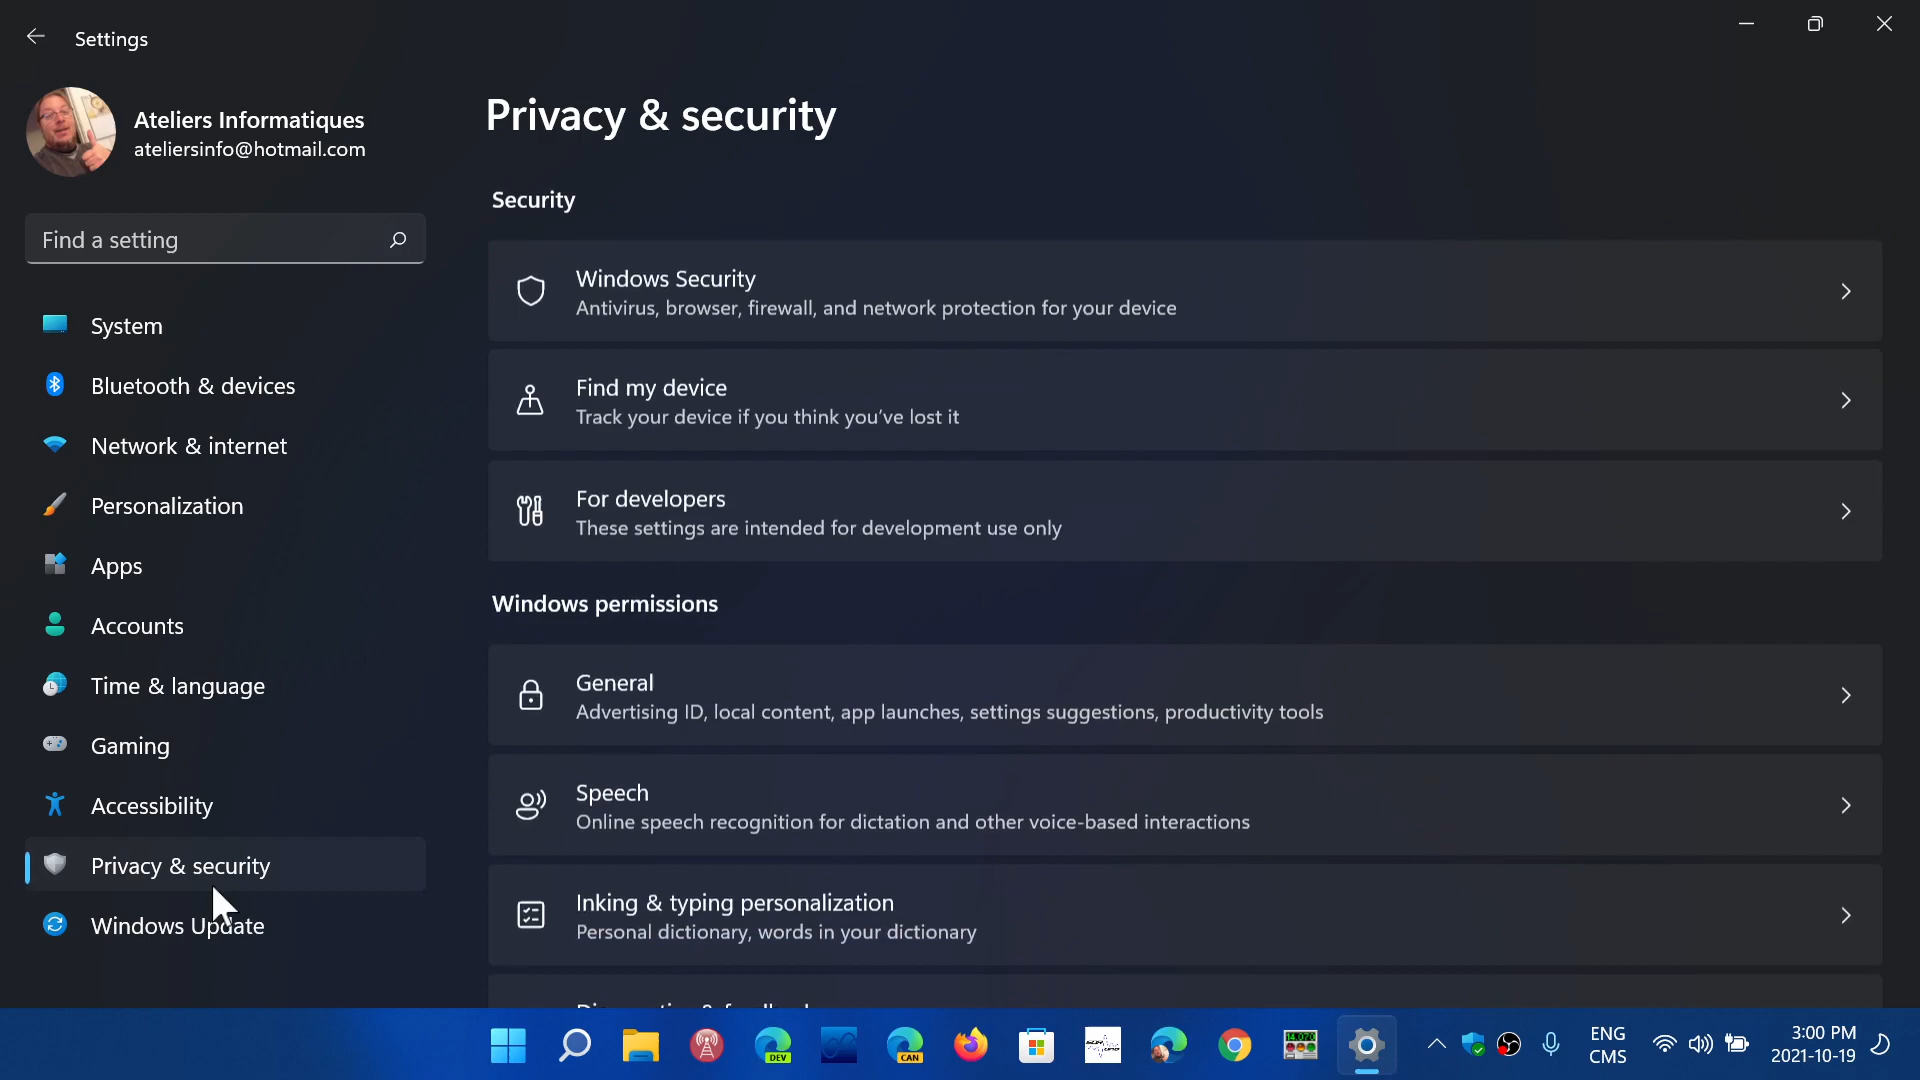 Settings
Ateliers Informatiques
ateliersinfo@hotmail.com
Find a setting
System
Bluetooth & devices
Network & internet
Personalization
Apps
Accounts
Time & language
Gaming
Accessibility
Privacy & security
Windows Update
Privacy & security
Security
Windows Security
Antivirus, browser, firewall, and network protection for your device
Find my device
Track your device if you think you've lost it
For developers
These settings are intended for development use only
Windows permissions
General
Advertising ID, local content, app launches, settings suggestions, productivity tools
Speech
Online speech recognition for dictation and other voice-based interactions
Inking & typing personalization
Personal dictionary, words in your dictionary
DEV
CAN
ENG
CMS
3:00 PM
2021-10-19